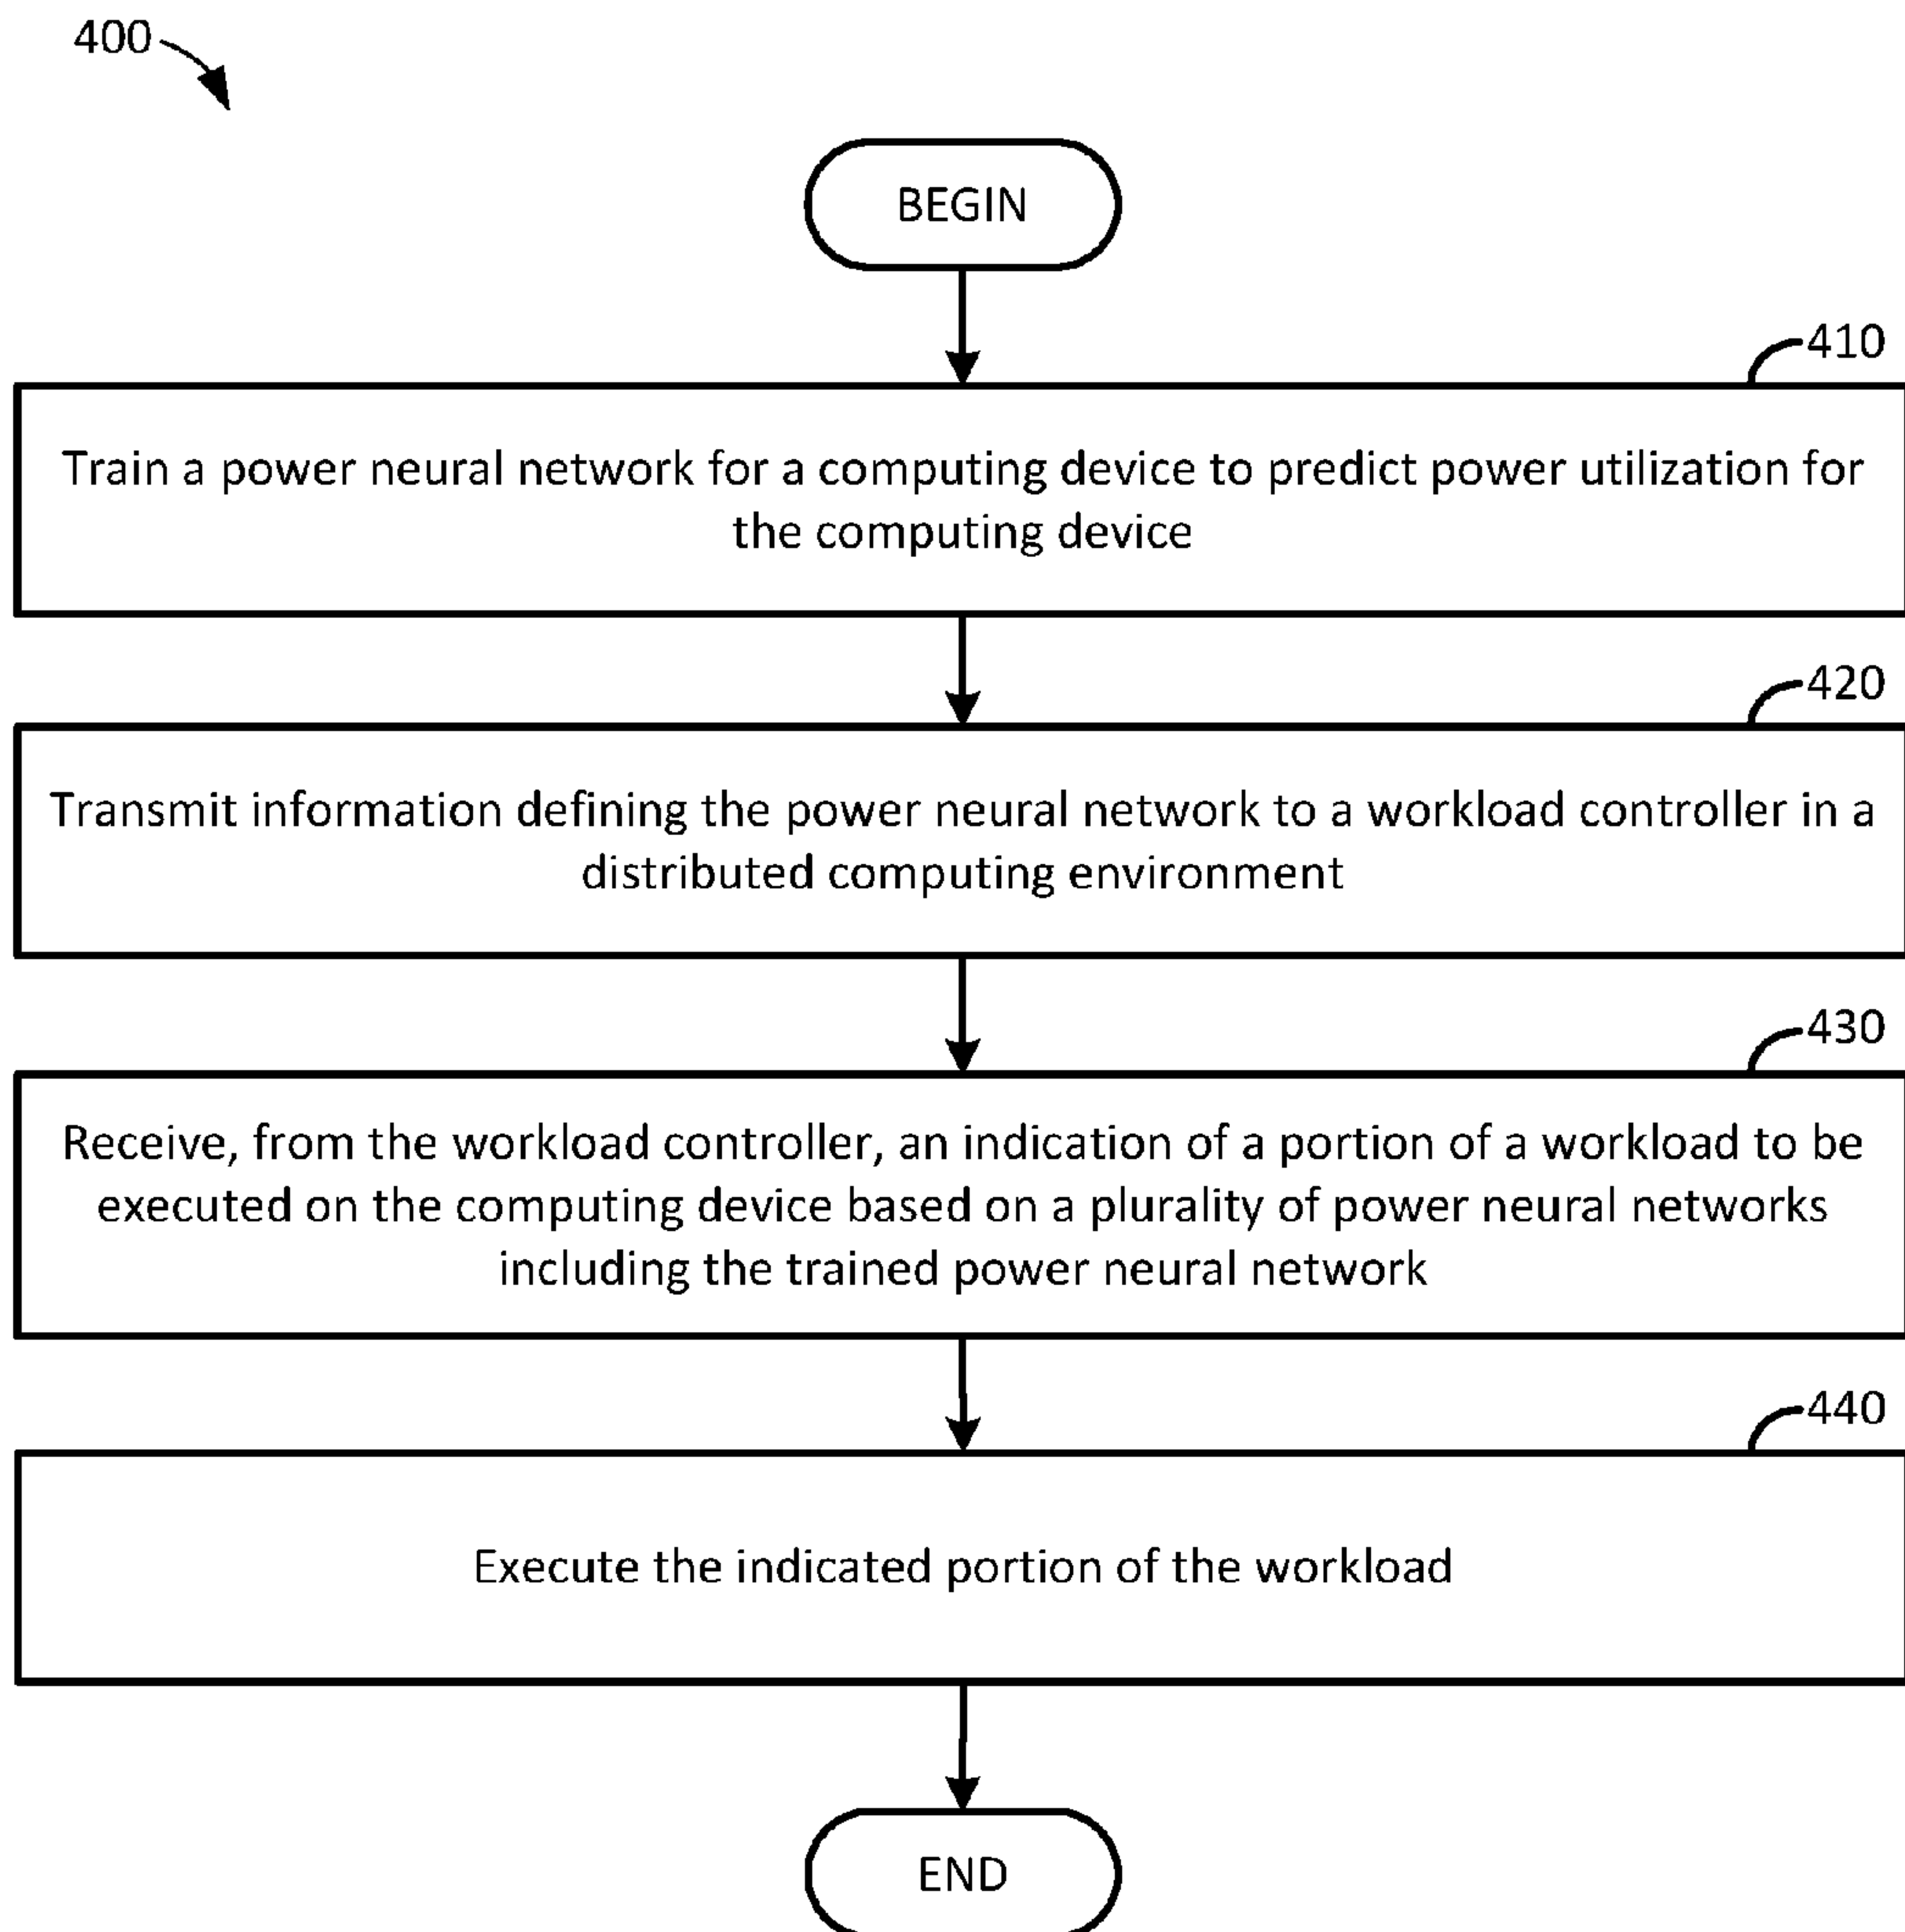 400
BEGIN
410
Train a power neural network for a computing device to predict power utilization for
the computing device
420
Transmit information defining the power neural network to a workload controller in a
distributed computing environment
430
Receive, from the workload controller, an indication of a portion of a workload to be
executed on the computing device based on a plurality of power neural networks
including the trained power neural network
440
Execute the indicated portion of the workload
END